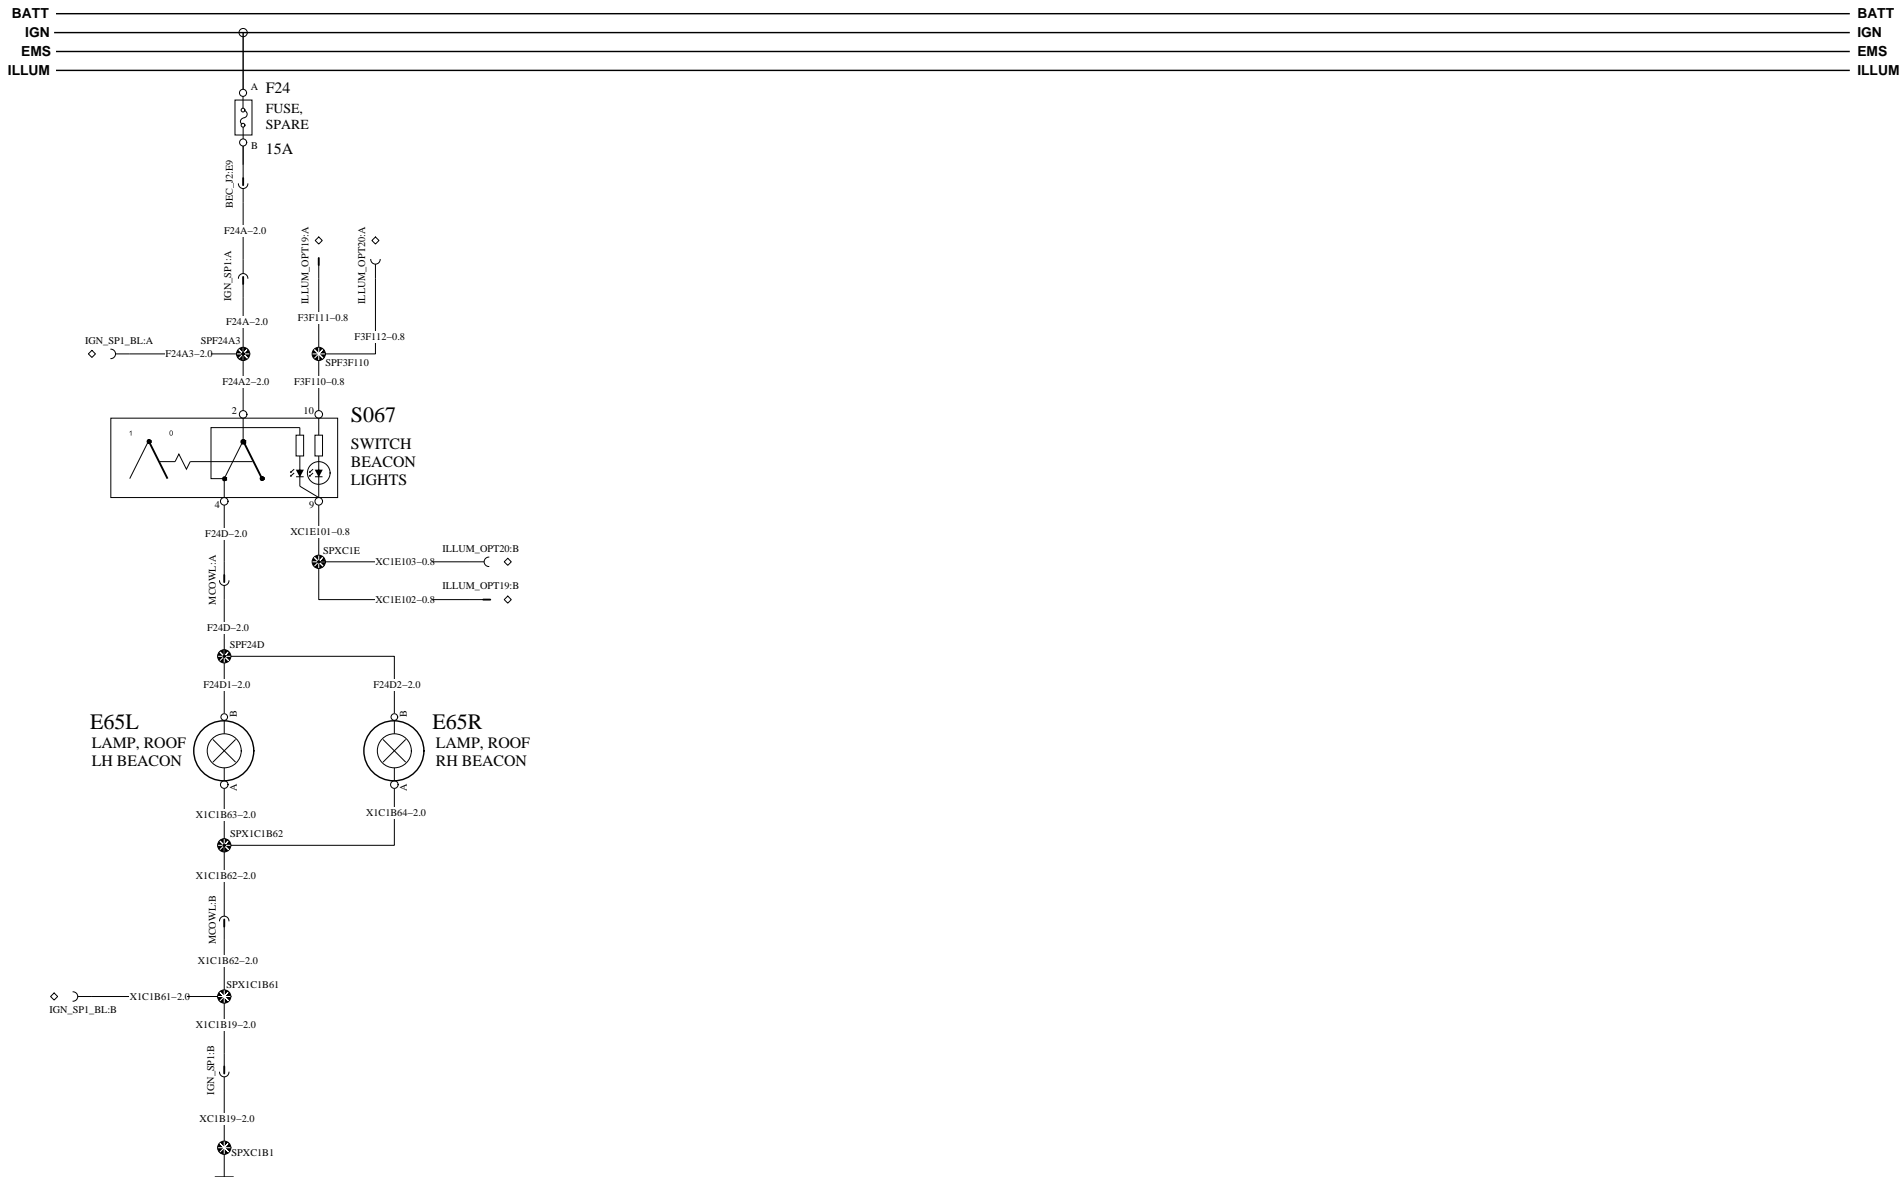 BATT BATT
IGN IGN
EMS EMS
ILLUM ILLUM
A F24
FUSE,
SPARE
B 15A
BEC_J2:E9
F24A−2.0
IGN_SP1:A
ILLUM_OPT19:A
ILLUM_OPT20:A
F24A−2.0
F3F111−0.8
F3F112−0.8
IGN_SP1_BL:A
SPF24A3
F24A3−2.0
SPF3F110
F24A2−2.0
F3F110−0.8
2
10
S067
1
0
SWITCH
BEACON
LIGHTS
4
9
F24D−2.0
XC1E101−0.8
SPXC1E
ILLUM_OPT20:B
XC1E103−0.8
MCOWL:A
ILLUM_OPT19:B
XC1E102−0.8
F24D−2.0
SPF24D
F24D1−2.0
F24D2−2.0
B
B
E65L
LAMP, ROOF
LH BEACON
E65R
LAMP, ROOF
RH BEACON
A
A
X1C1B63−2.0
X1C1B64−2.0
SPX1C1B62
X1C1B62−2.0
MCOWL:B
X1C1B62−2.0
SPX1C1B61
X1C1B61−2.0
IGN_SP1_BL:B
X1C1B19−2.0
IGN_SP1:B
XC1B19−2.0
SPXC1B1